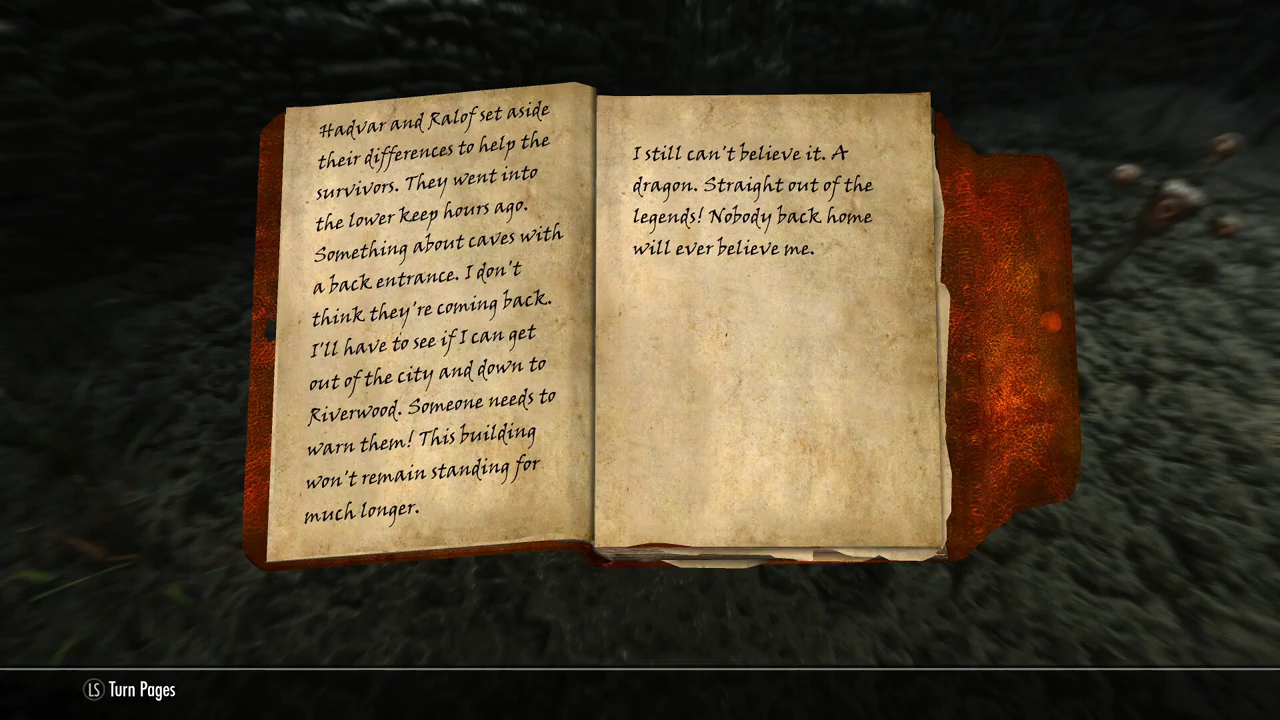 Hadvar and Ralof set aside
their differences to help the
survivors. They went into
the lower keep hours ago.
Something about caves with
a back entrance. I don't
think they're coming back.
I'll have to see if I can get
out of the city and down to
Riverwood. Someone needs to
warn them! This building
won't remain standing for
much longer.
I still can't believe it. A
dragon. Straight out of the
legends! Nobody back home
will ever believe me.
LS Turn Pages